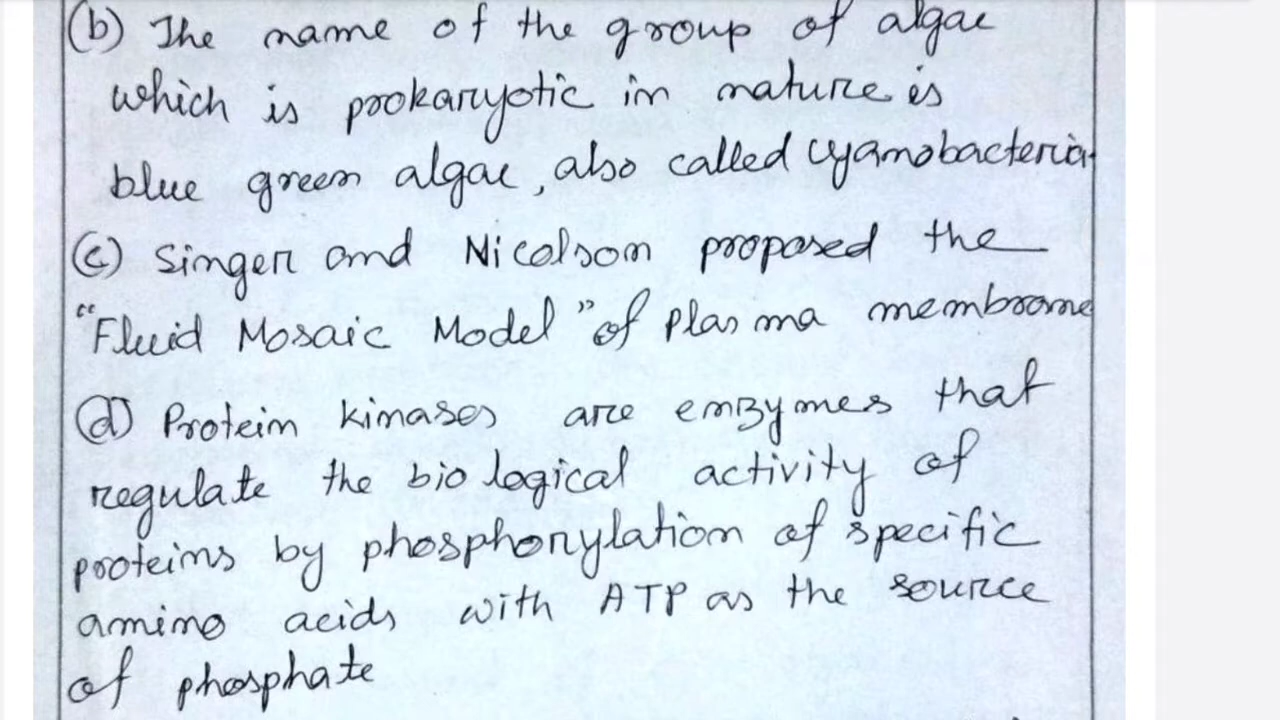 (b) The name of the group of algae
which is prokaryotic in nature is
blue green algae, also called cyanobacteria
(c) Singer and Nicolson proposed the
"Fluid Mosaic Model" of plasma membrane
(d) Protein kinases are enzymes that
regulate the biological activity of
proteins by phosphorylation of specific
amino acids with ATP as the source
of phosphate